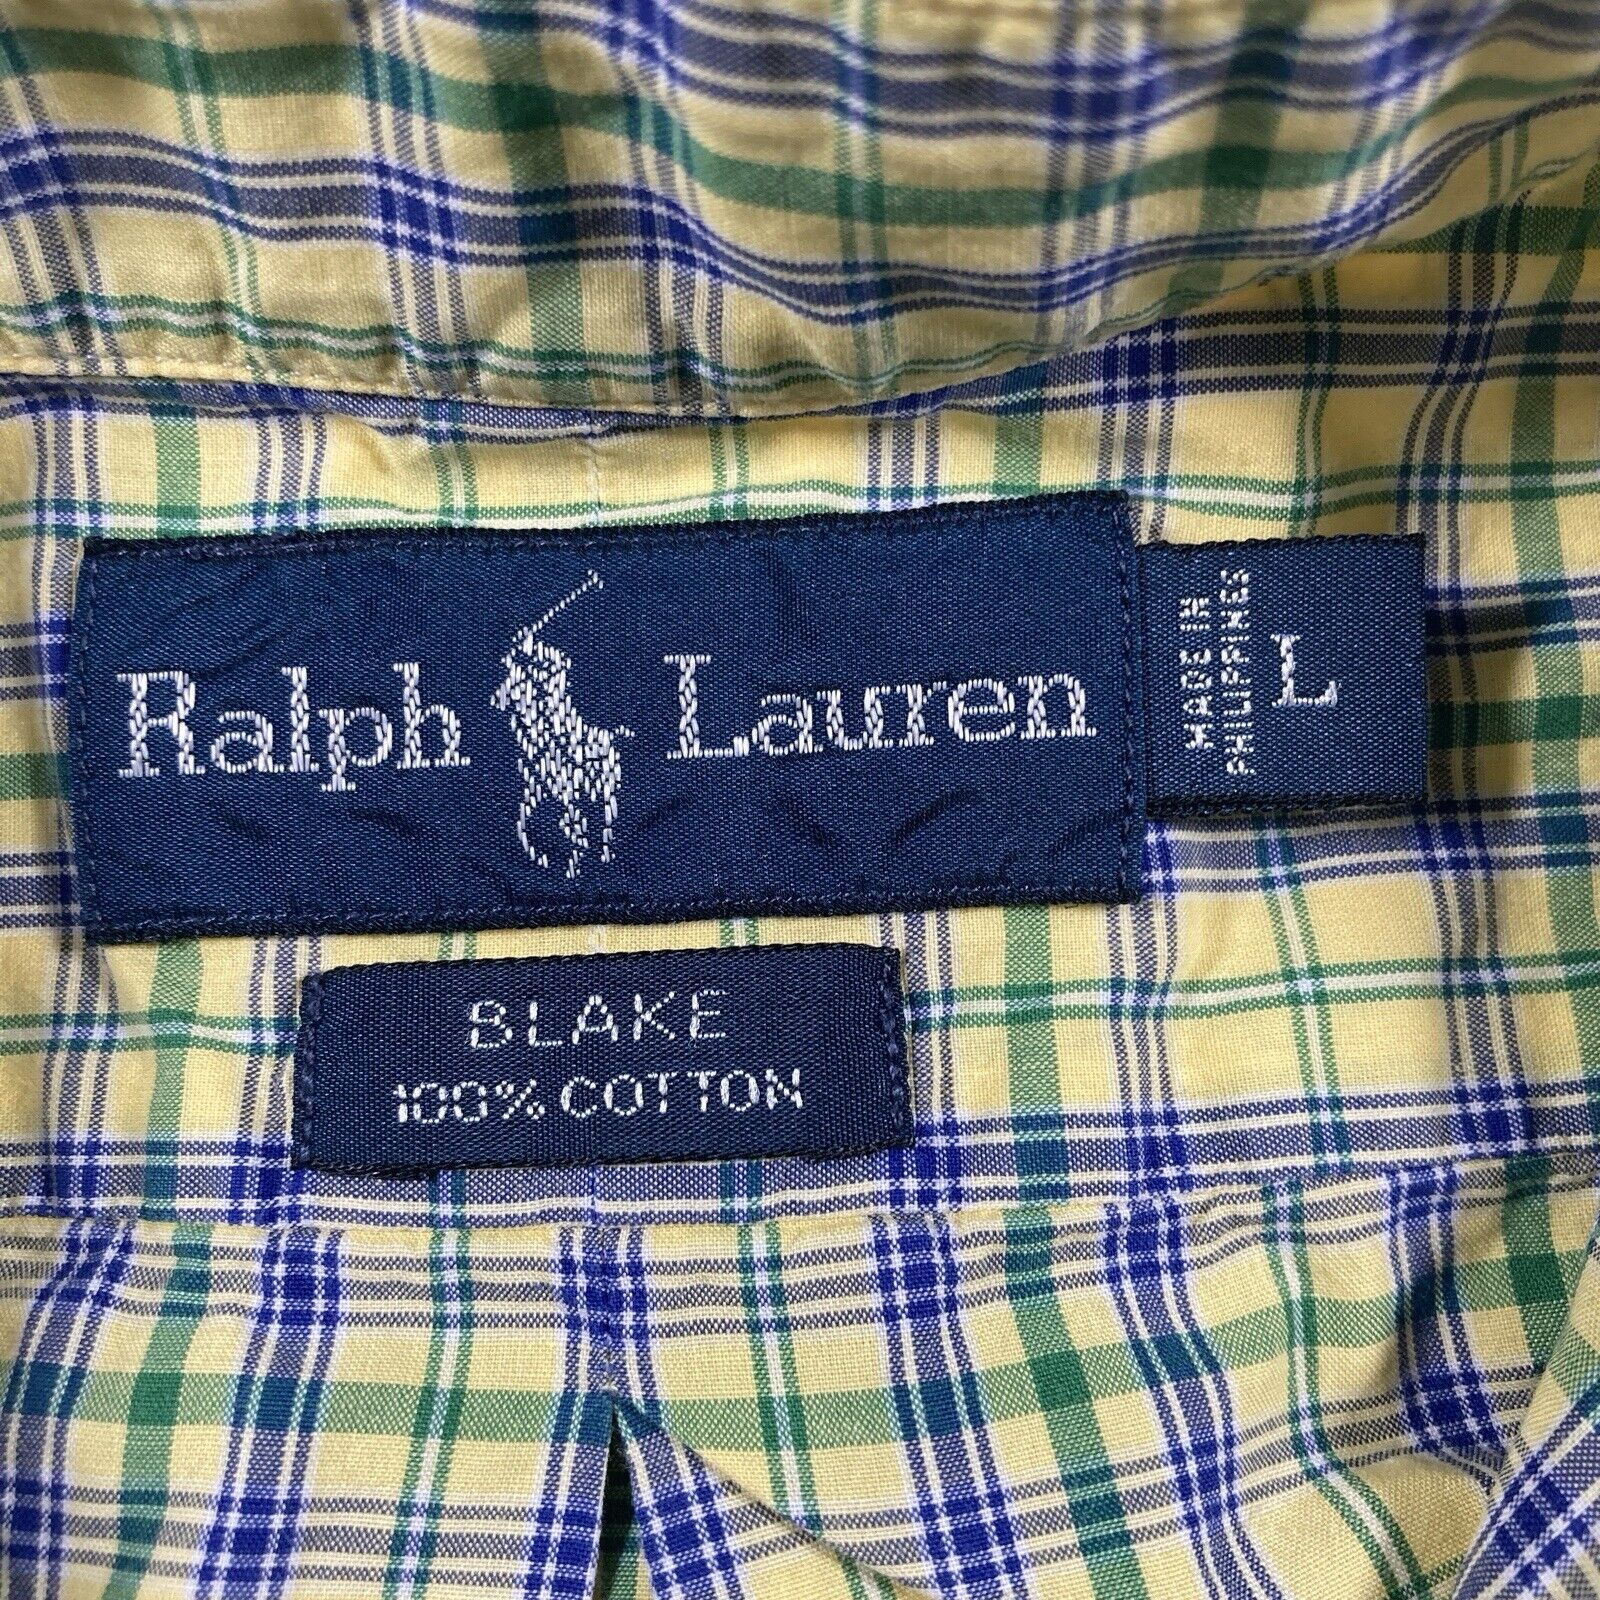 Ralph Lauren
MADE IN
PHILIPPINES
L
BLAKE
100% COTTON